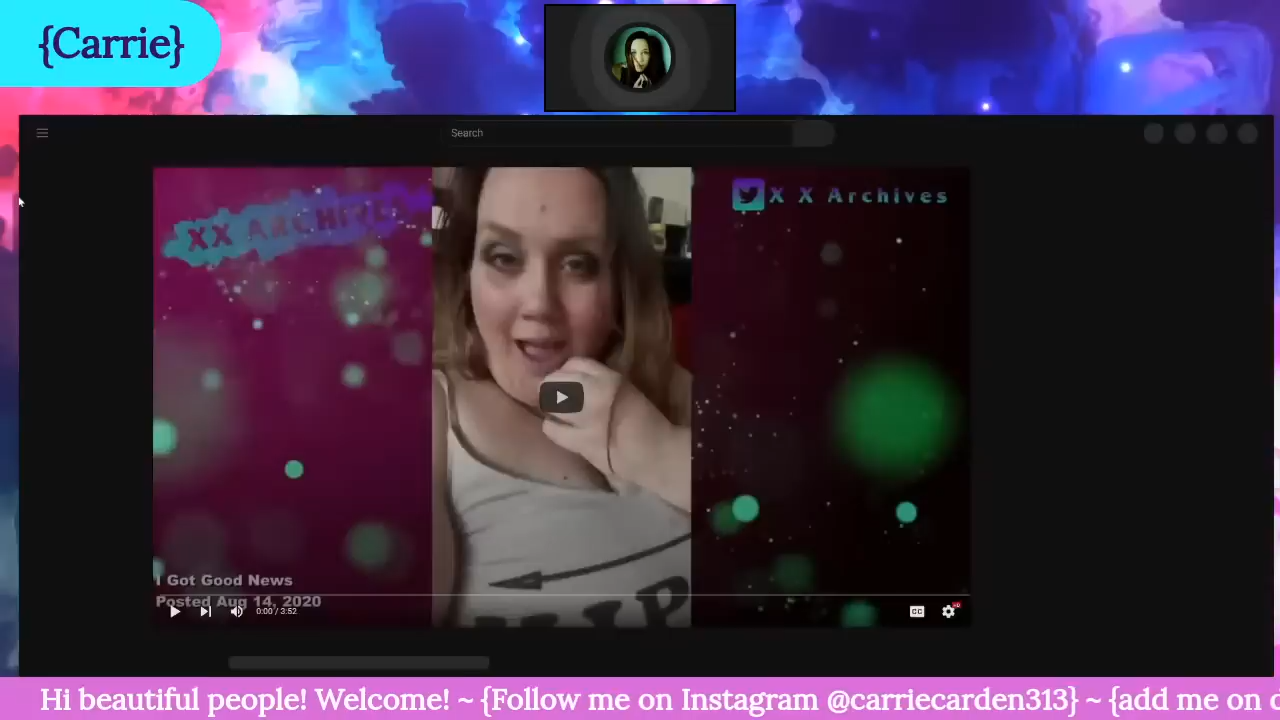 {Carrie}
Search
XX ARCHIVES
X X Archives
I Got Good News
Posted Aug 14, 2020
0:00 / 3:52
CC
HD
Hi beautiful people! Welcome! ~ {Follow me on Instagram @carriecarden313} ~ {add me on d